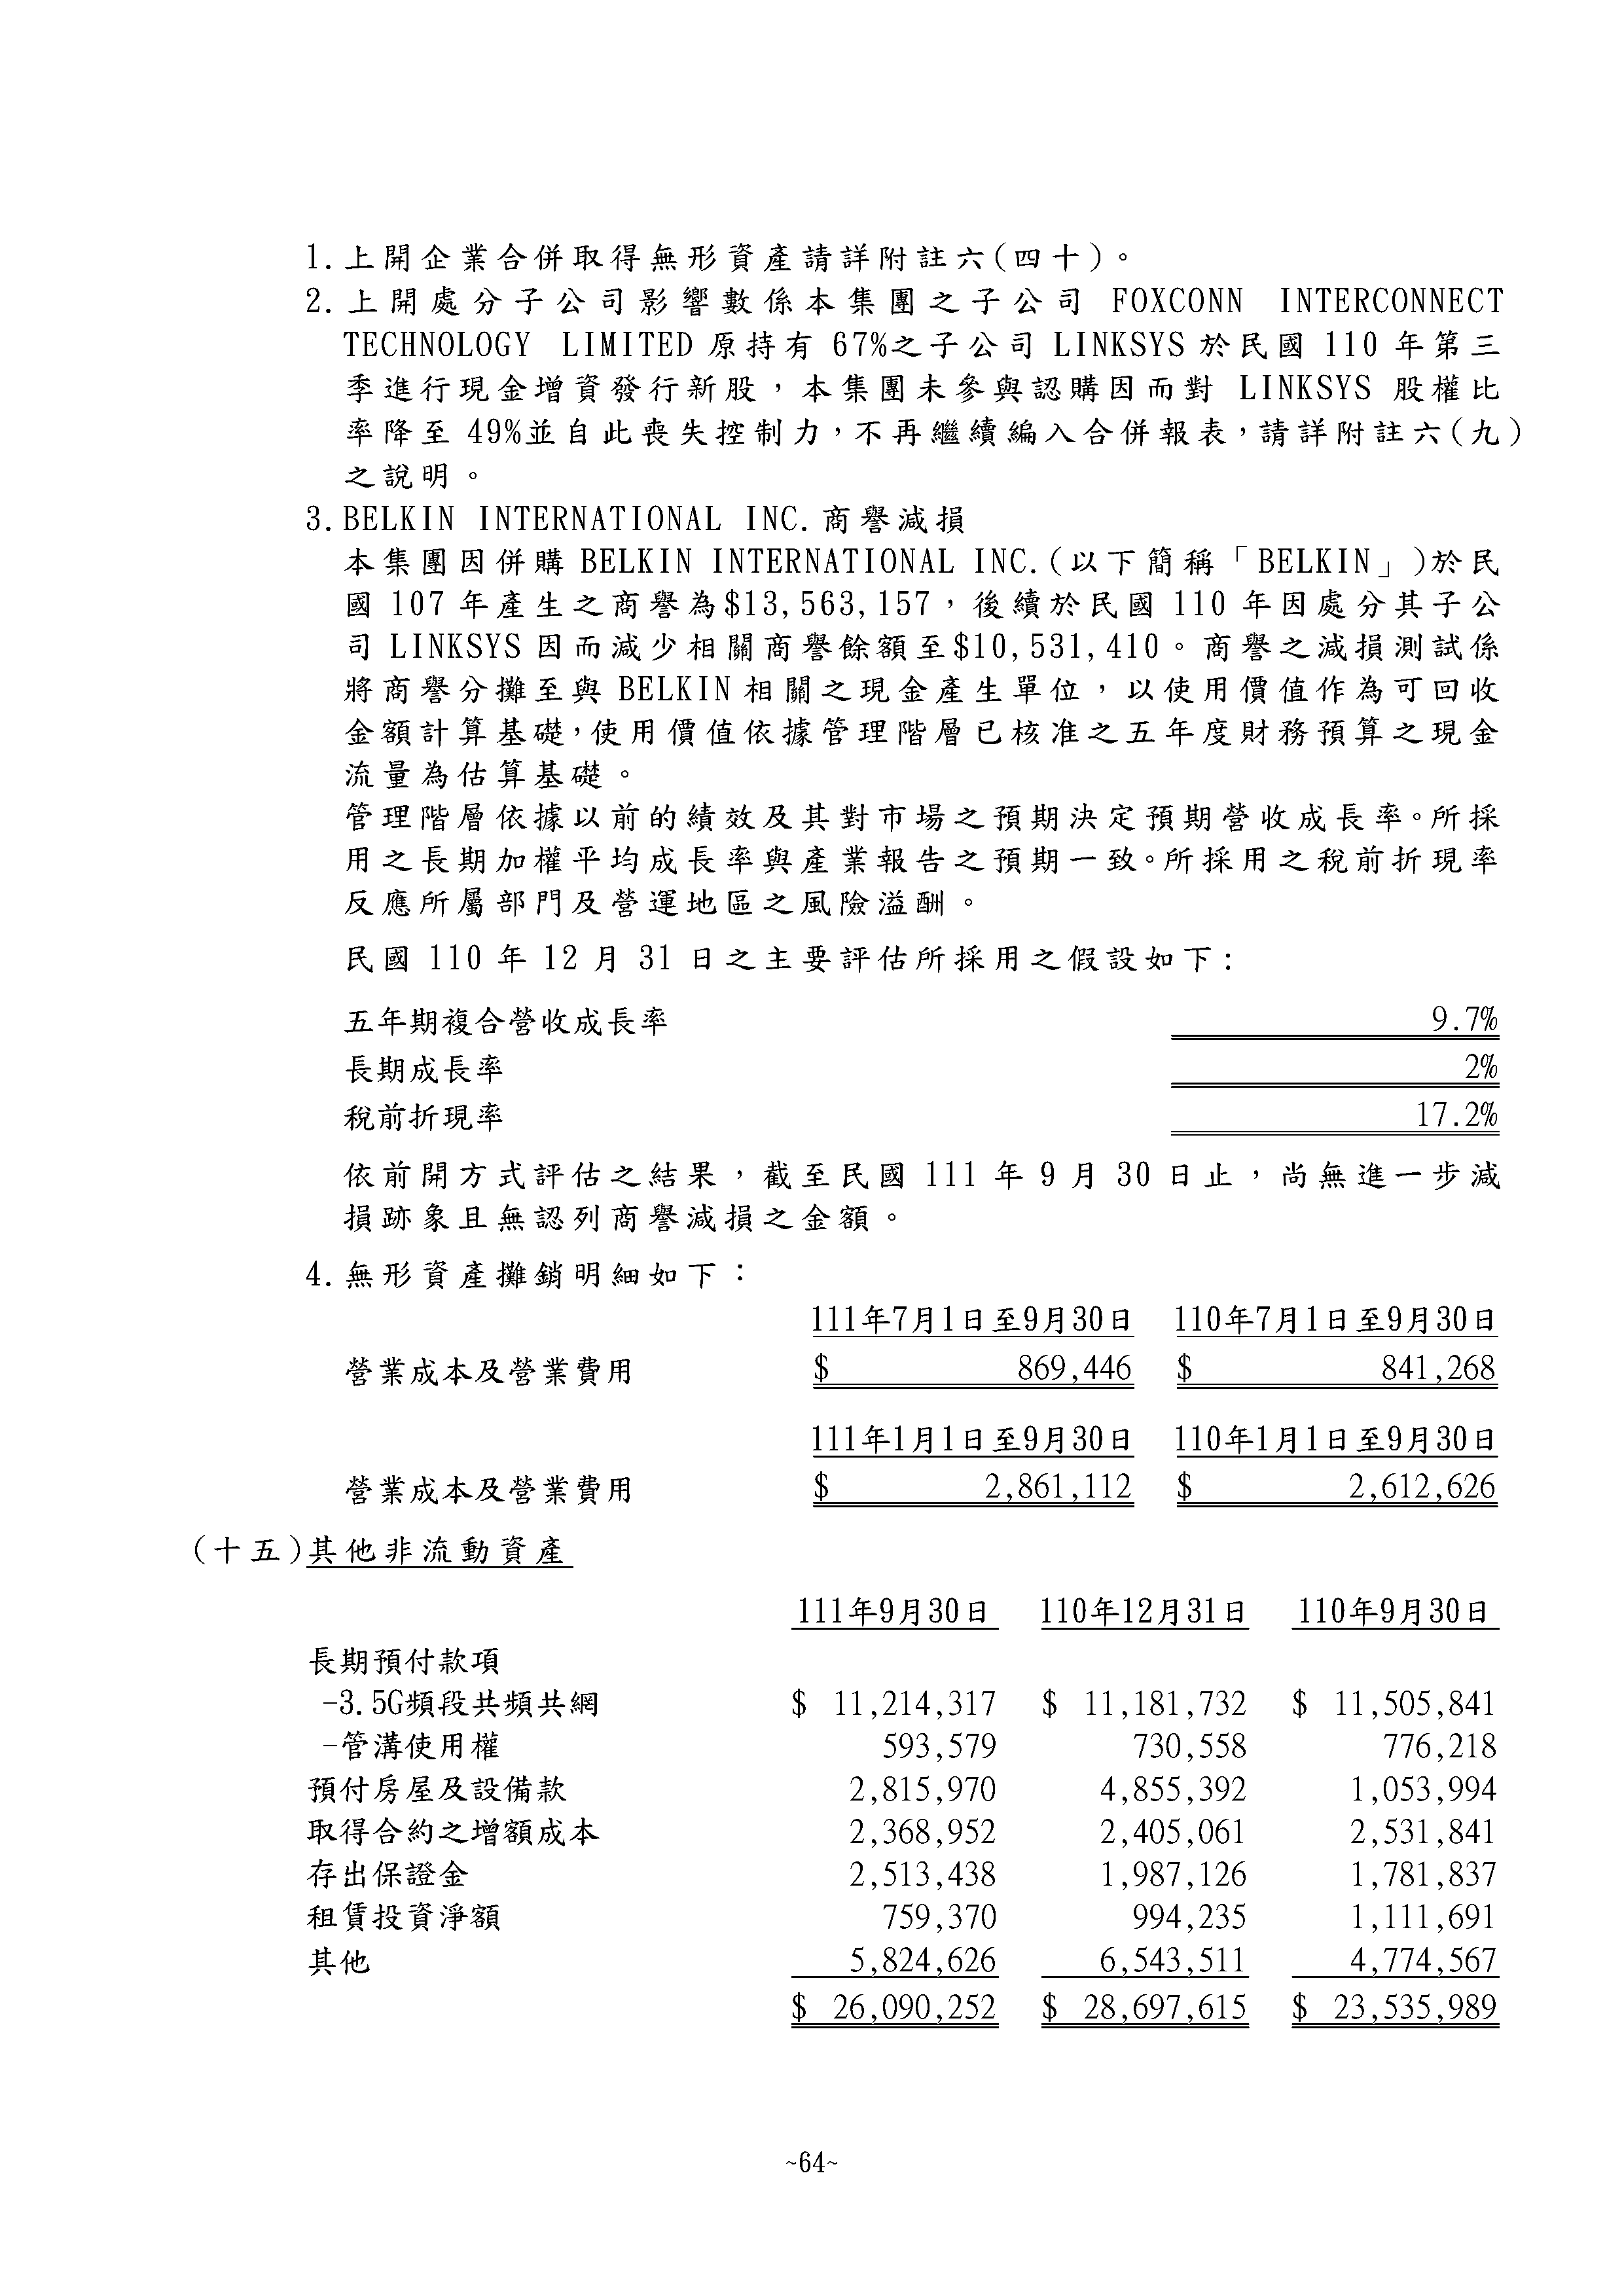 1.上開企業合併取得無形資產請詳附註六(四十)。
2.上開處分子公司影響數係本集團之子公司 FOXCONN INTERCONNECT
TECHNOLOGY LIMITED 原持有 67%之子公司 LINKSYS 於民國 110 年第三
季進行現金增資發行新股，本集團未參與認購因而對 LINKSYS 股權比
率降至 49%並自此喪失控制力，不再繼續編入合併報表，請詳附註六(九)
之說明。
3.BELKIN INTERNATIONAL INC.商譽減損
本集團因併購 BELKIN INTERNATIONAL INC.(以下簡稱「BELKIN」)於民
國 107 年產生之商譽為$13,563,157，後續於民國 110 年因處分其子公
司 LINKSYS 因而減少相關商譽餘額至$10,531,410。商譽之減損測試係
將商譽分攤至與 BELKIN 相關之現金產生單位，以使用價值作為可回收
金額計算基礎，使用價值依據管理階層已核准之五年度財務預算之現金
流量為估算基礎。
管理階層依據以前的績效及其對市場之預期決定預期營收成長率。所採
用之長期加權平均成長率與產業報告之預期一致。所採用之稅前折現率
反應所屬部門及營運地區之風險溢酬。
民國 110 年 12 月 31 日之主要評估所採用之假設如下:
五年期複合營收成長率 9.7%
長期成長率 2%
稅前折現率 17.2%
依前開方式評估之結果，截至民國 111 年 9 月 30 日止，尚無進一步減
損跡象且無認列商譽減損之金額。
4.無形資產攤銷明細如下：
111年7月1日至9月30日 110年7月1日至9月30日
營業成本及營業費用 $ 869,446 $ 841,268
111年1月1日至9月30日 110年1月1日至9月30日
營業成本及營業費用 $ 2,861,112 $ 2,612,626
(十五)其他非流動資產
111年9月30日 110年12月31日 110年9月30日
長期預付款項
-3.5G頻段共頻共網 $ 11,214,317 $ 11,181,732 $ 11,505,841
-管溝使用權 593,579 730,558 776,218
預付房屋及設備款 2,815,970 4,855,392 1,053,994
取得合約之增額成本 2,368,952 2,405,061 2,531,841
存出保證金 2,513,438 1,987,126 1,781,837
租賃投資淨額 759,370 994,235 1,111,691
其他 5,824,626 6,543,511 4,774,567
$ 26,090,252 $ 28,697,615 $ 23,535,989
~64~